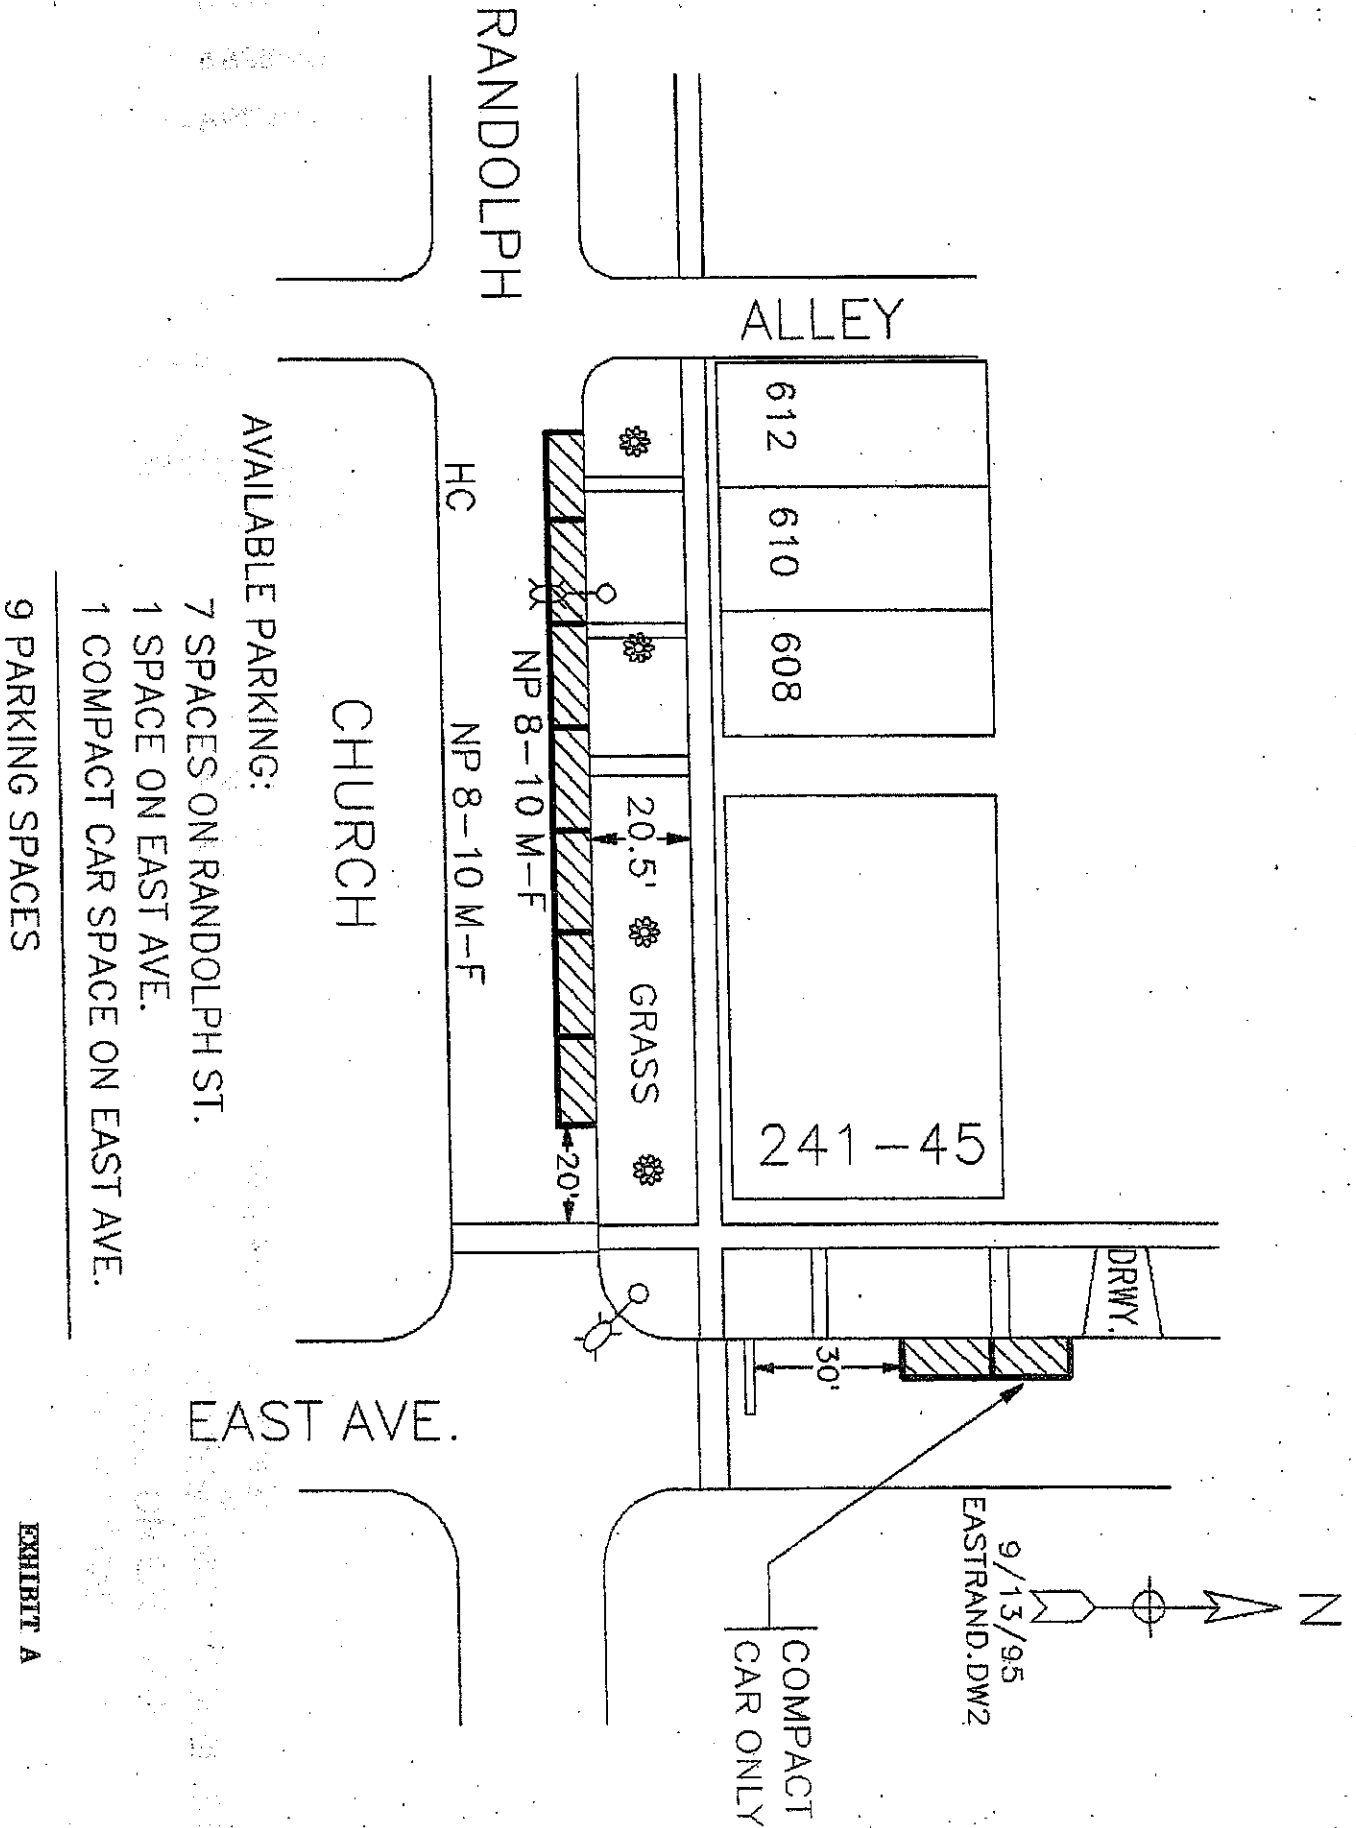 N
9/13/95
EASTRAND.DW2
COMPACT
CAR ONLY
ALLEY
612
610
608
241-45
DRWY.
30'
20.5'
GRASS
20'
RANDOLPH
HC
NP 8-10 M-F
NP 8-10 M-F
CHURCH
EAST AVE.
AVAILABLE PARKING:
7 SPACES ON RANDOLPH ST.
1 SPACE ON EAST AVE.
1 COMPACT CAR SPACE ON EAST AVE.
9 PARKING SPACES
EXHIBIT A